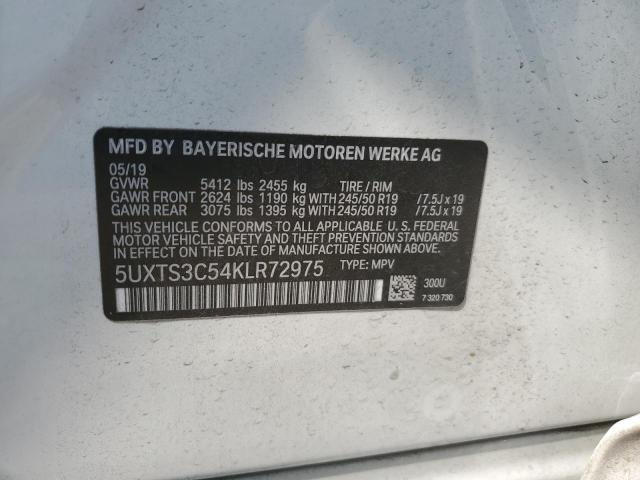 MFD BY BAYERISCHE MOTOREN WERKE AG
05/19
GVWR 5412 lbs 2455 kg TIRE / RIM
GAWR FRONT 2624 lbs 1190 kg WITH 245/50 R19 /7.5J x 19
GAWR REAR 3075 lbs 1395 kg WITH 245/50 R19 /7.5J x 19
THIS VEHICLE CONFORMS TO ALL APPLICABLE U.S. FEDERAL
MOTOR VEHICLE SAFETY AND THEFT PREVENTION STANDARDS
IN EFFECT ON THE DATE OF MANUFACTURE SHOWN ABOVE.
5UXTS3C54KLR72975 TYPE: MPV
300U
7 320 730